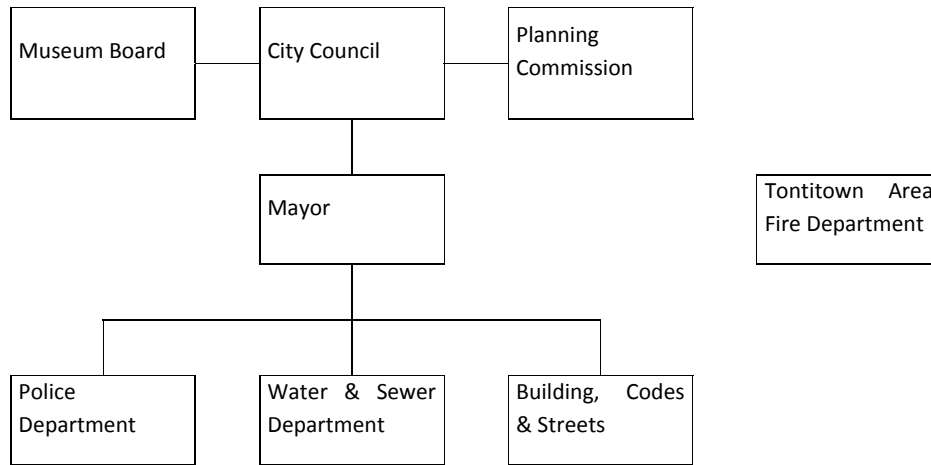 Museum Board
City Council
Planning
Commission
Mayor
Tontitown Area
Fire Department
Police
Department
Water & Sewer
Department
Building, Codes
& Streets